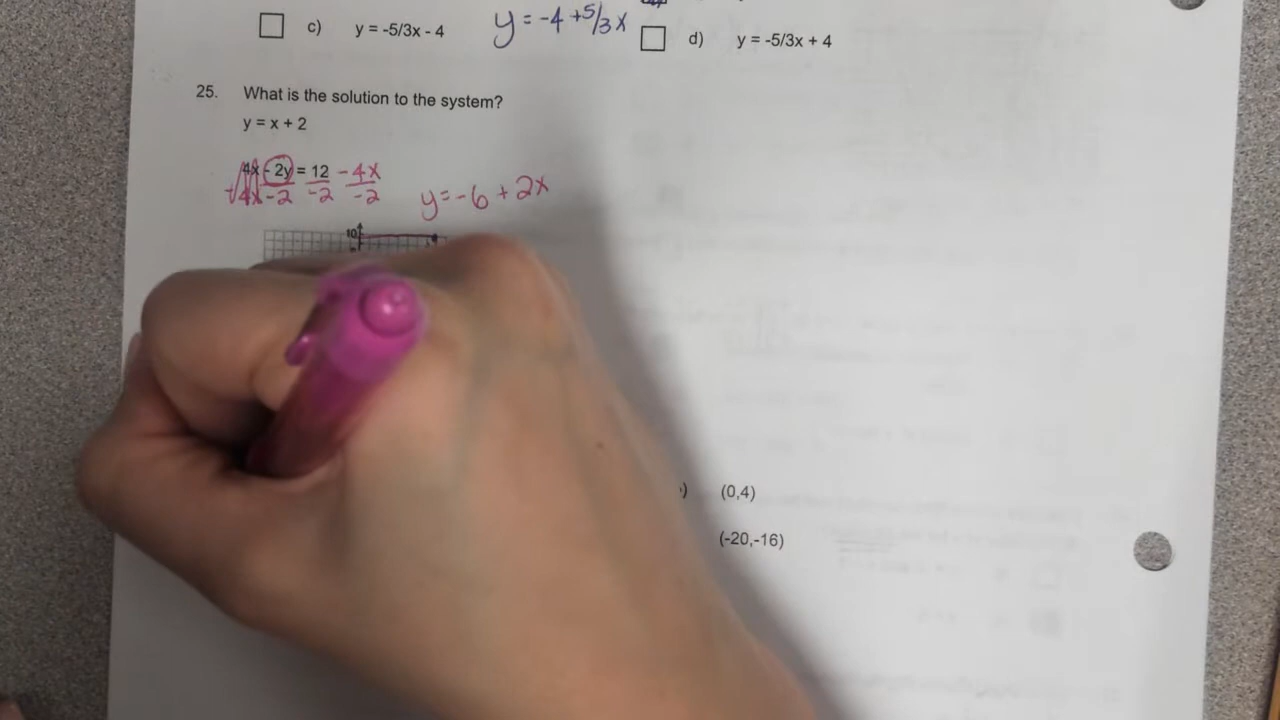 c) y = -5/3x - 4 y = -4 + 5/3 x d) y = -5/3x + 4
25. What is the solution to the system?
y = x + 2
4x - 2y = 12 - 4x
-4x -2 -2 -2 y = -6 + 2x
10
) (0,4)
(-20,-16)